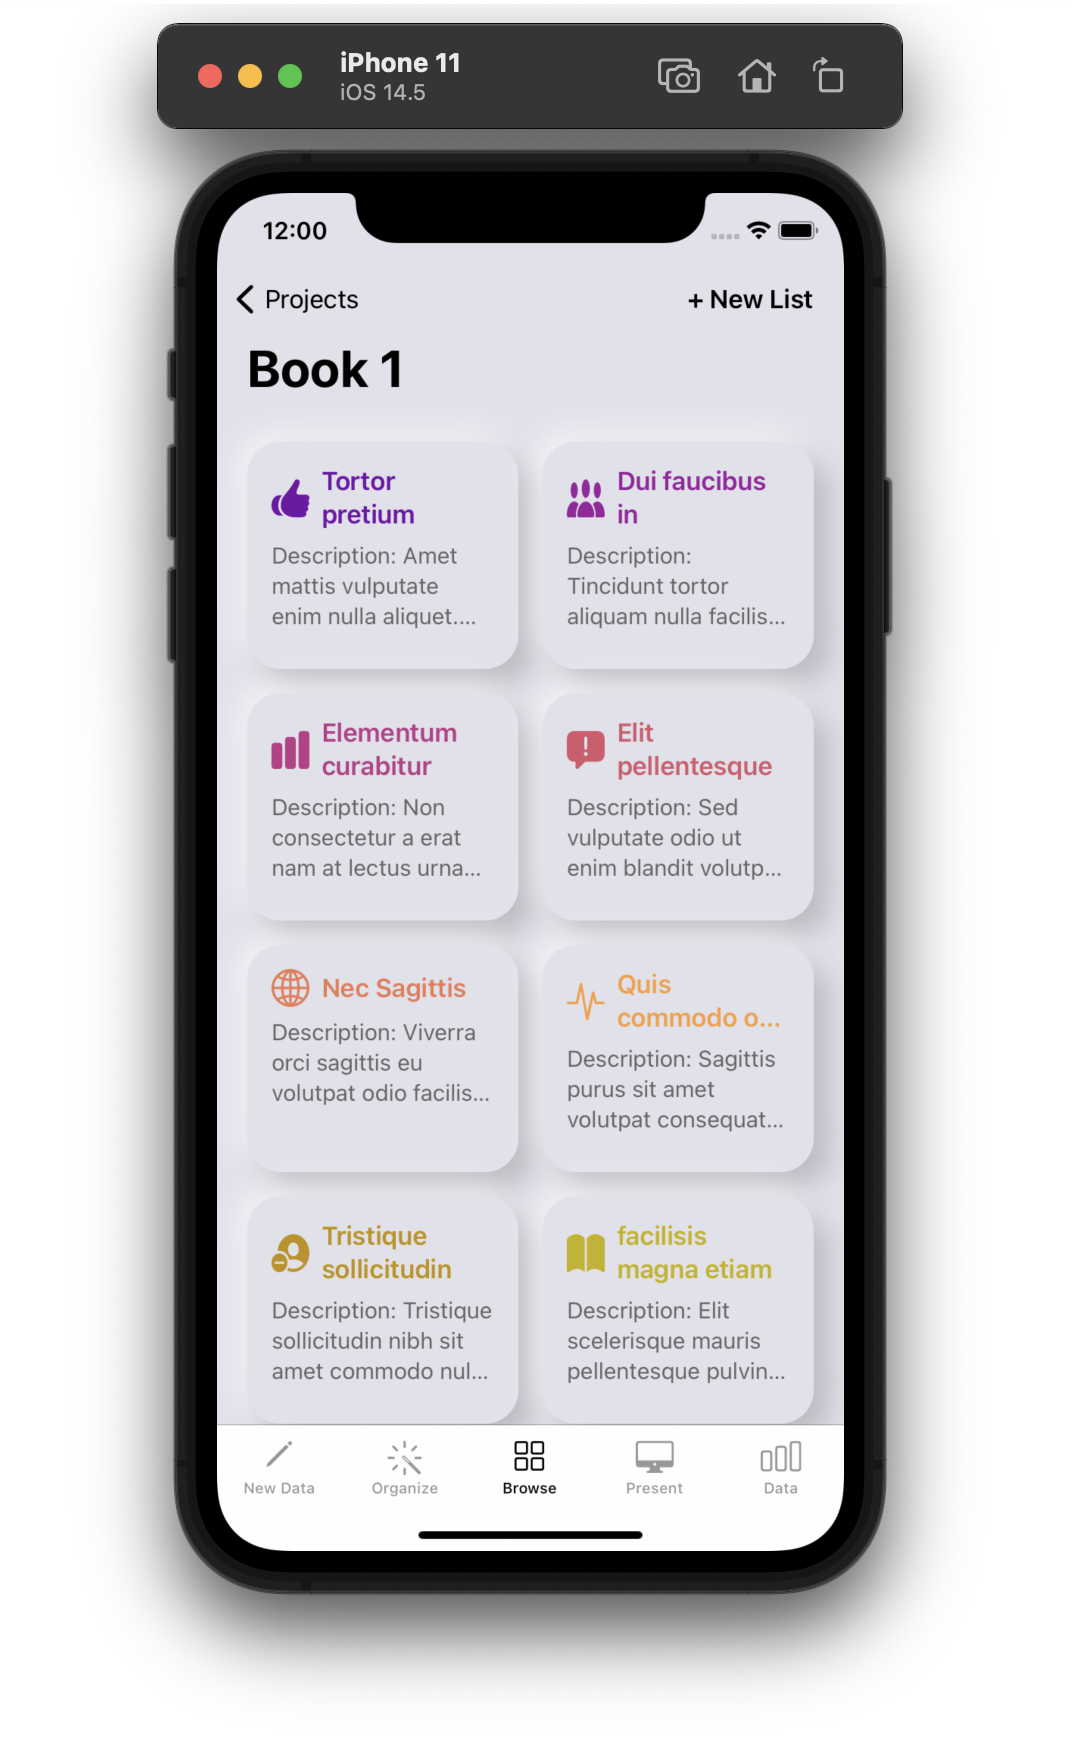 iPhone 11
iOS 14.5
12:00
Projects
+ New List
Book 1
Tortor
pretium
Description: Amet
mattis vulputate
enim nulla aliquet....
Dui faucibus
in
Description:
Tincidunt tortor
aliquam nulla facilis...
Elementum
curabitur
Description: Non
consectetur a erat
nam at lectus urna...
Elit
pellentesque
Description: Sed
vulputate odio ut
enim blandit volutp...
Nec Sagittis
Description: Viverra
orci sagittis eu
volutpat odio facilis...
Quis
commodo o...
Description: Sagittis
purus sit amet
volutpat consequat...
Tristique
sollicitudin
Description: Tristique
sollicitudin nibh sit
amet commodo nul...
facilisis
magna etiam
Description: Elit
scelerisque mauris
pellentesque pulvin...
New Data
Organize
Browse
Present
Data